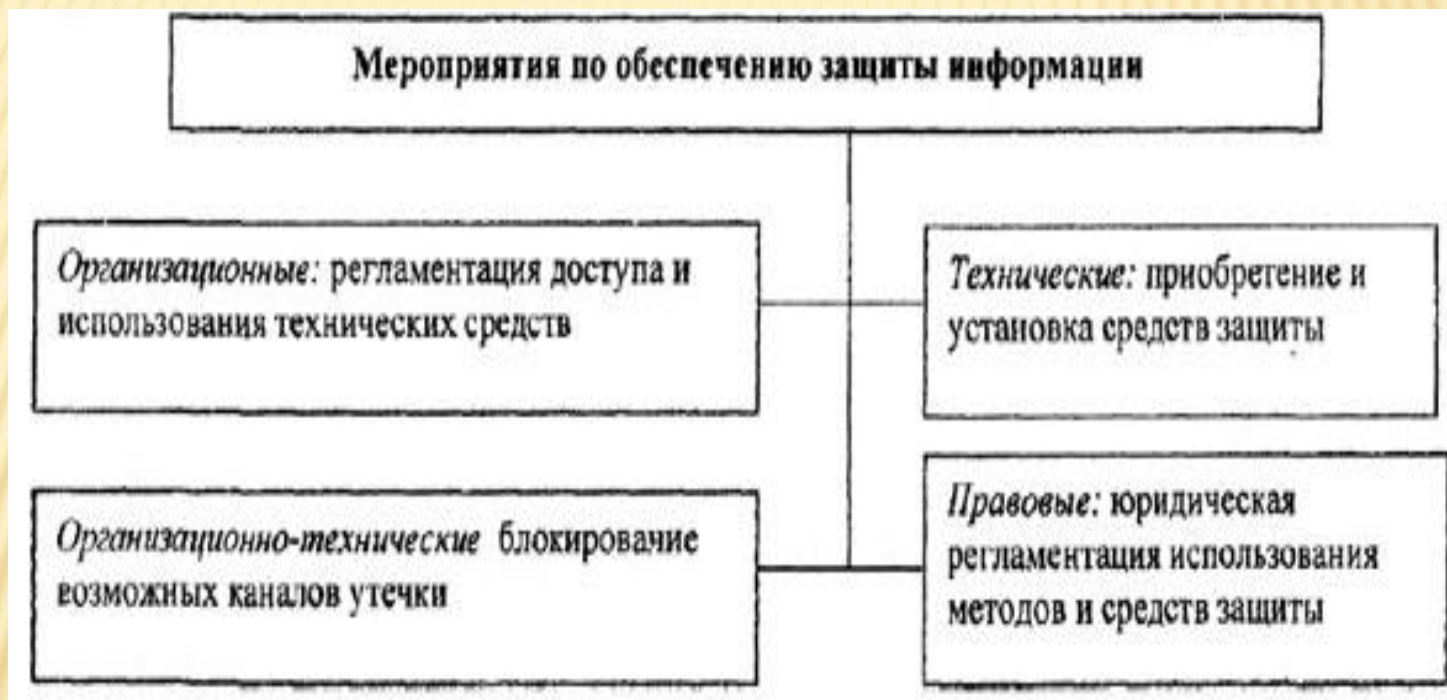 Мероприятия по обеспечению защиты информации
Организационные: регламентация доступа и
использования технических средств
Технические: приобретение и
установка средств защиты
Организационно-технические блокирование
возможных каналов утечки
Правовые: юридическая
регламентация использования
методов и средств защиты